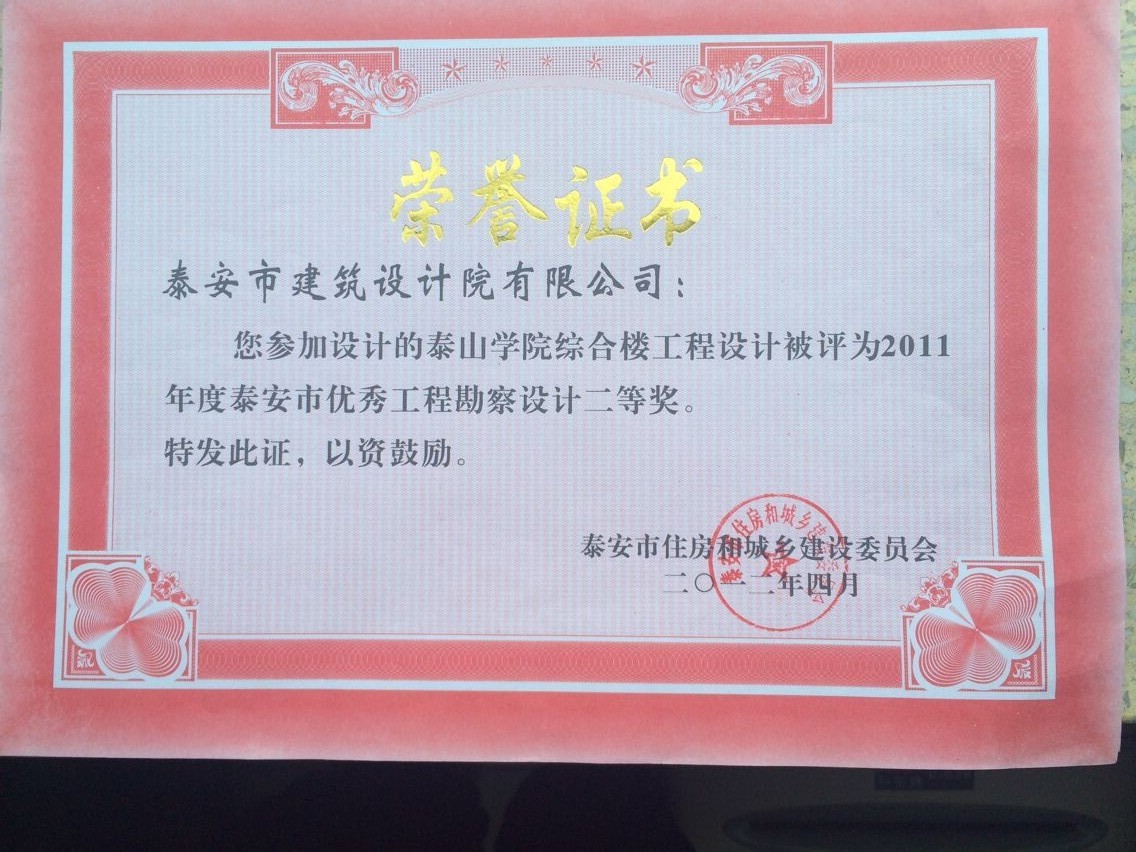 荣誉证书
泰安市建筑设计院有限公司：
您参加设计的泰山学院综合楼工程设计被评为2011
年度泰安市优秀工程勘察设计二等奖。
特发此证，以资鼓励。
泰安市住房和城乡建设委员会
二〇一二年四月